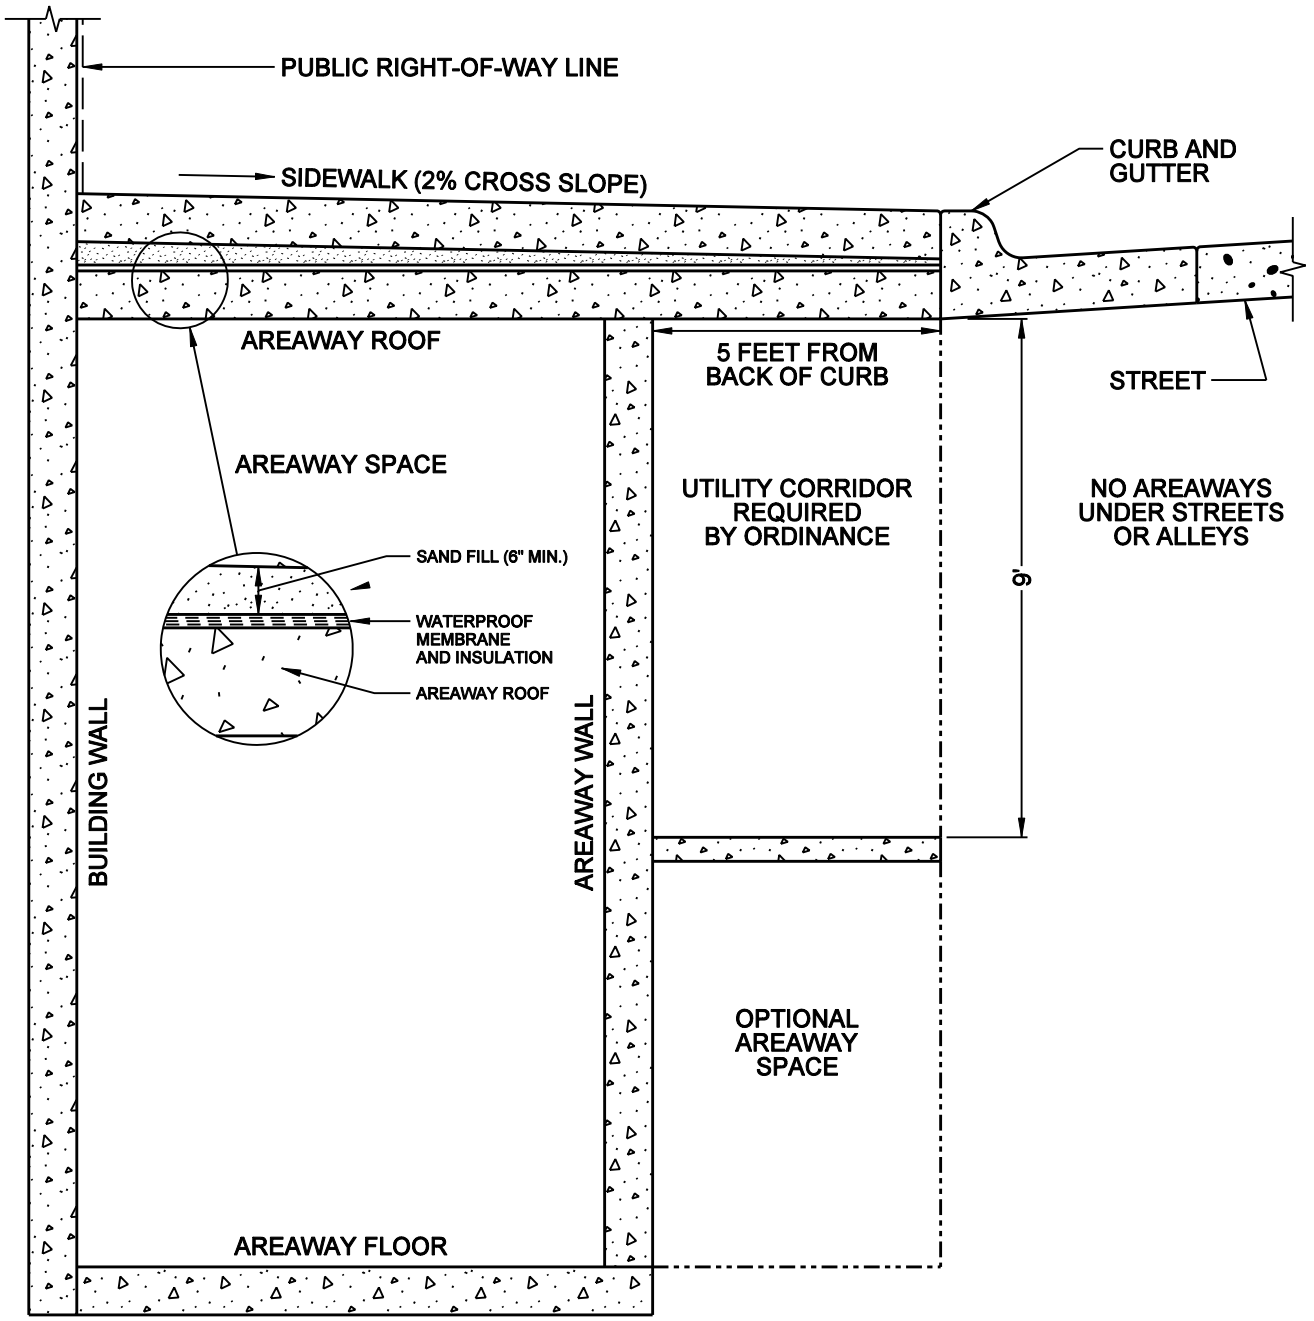 PUBLIC RIGHT-OF-WAY LINE
SIDEWALK (2% CROSS SLOPE)
CURB AND
GUTTER
AREAWAY ROOF
5 FEET FROM
BACK OF CURB
STREET
AREAWAY SPACE
UTILITY CORRIDOR
REQUIRED
BY ORDINANCE
NO AREAWAYS
UNDER STREETS
OR ALLEYS
9'
SAND FILL (6" MIN.)
WATERPROOF
MEMBRANE
AND INSULATION
AREAWAY ROOF
BUILDING WALL
AREAWAY WALL
OPTIONAL
AREAWAY
SPACE
AREAWAY FLOOR